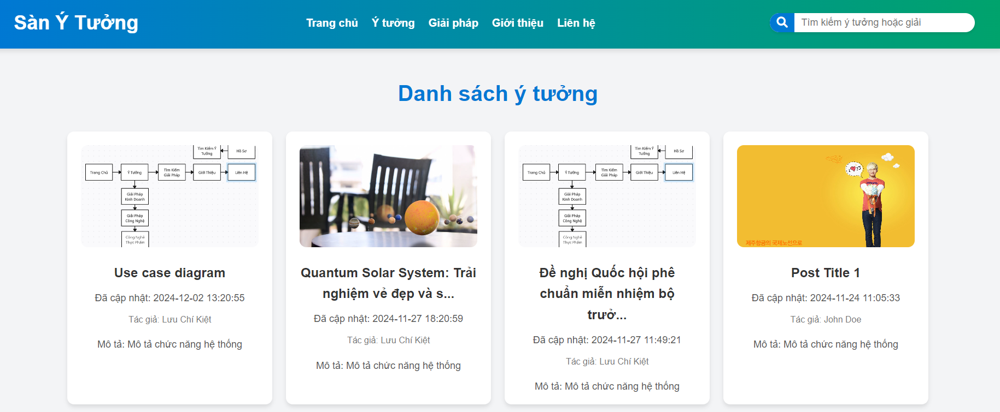 Sàn Ý Tưởng
Trang chủ Ý tưởng Giải pháp Giới thiệu Liên hệ
Tìm kiếm ý tưởng hoặc giải
Danh sách ý tưởng
Tìm Kiếm Ý
Tưởng
Hồ Sơ
Trang Chủ
Ý Tưởng
Tìm Kiếm
Giải Pháp
Giới Thiệu
Liên Hệ
Giải Pháp
Kinh Doanh
Giải Pháp
Công Nghệ
Công Nghệ
Thực Phẩm
Use case diagram
Đã cập nhật: 2024-12-02 13:20:55
Tác giả: Lưu Chí Kiệt
Mô tả: Mô tả chức năng hệ thống
Quantum Solar System: Trải
nghiệm vẻ đẹp và s...
Đã cập nhật: 2024-11-27 18:20:59
Tác giả: Lưu Chí Kiệt
Mô tả: Mô tả chức năng hệ thống
Tìm Kiếm Ý
Tưởng
Hồ Sơ
Trang Chủ
Ý Tưởng
Tìm Kiếm
Giải Pháp
Giới Thiệu
Liên Hệ
Giải Pháp
Kinh Doanh
Giải Pháp
Công Nghệ
Công Nghệ
Thực Phẩm
Đề nghị Quốc hội phê
chuẩn miễn nhiệm bộ
trưở...
Đã cập nhật: 2024-11-27 11:49:21
Tác giả: Lưu Chí Kiệt
Mô tả: Mô tả chức năng hệ thống
제주항공의 국제노선으로
Post Title 1
Đã cập nhật: 2024-11-24 11:05:33
Tác giả: John Doe
Mô tả: Mô tả chức năng hệ thống